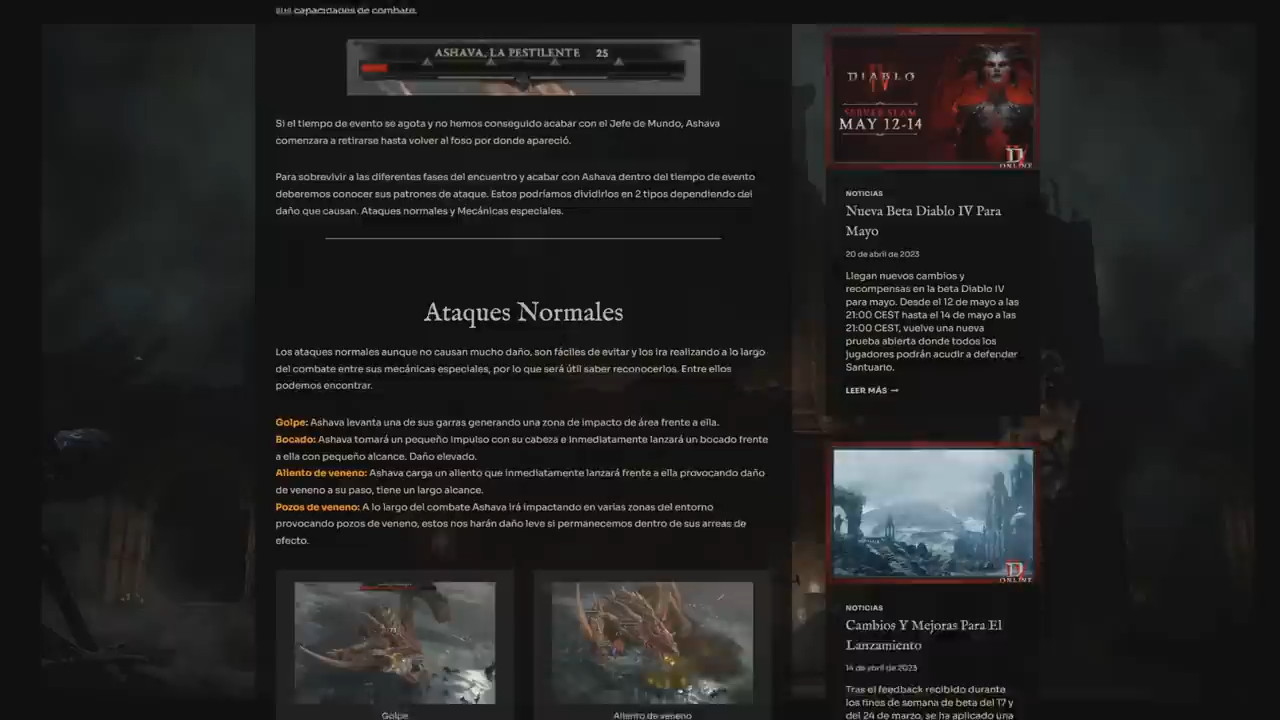 sus capacidades de combate.
ASHAVA, LA PESTILENTE 25
Si el tiempo de evento se agota y no hemos conseguido acabar con el Jefe de Mundo, Ashava
comenzara a retirarse hasta volver al foso por donde apareció.
Para sobrevivir a las diferentes fases del encuentro y acabar con Ashava dentro del tiempo de evento
deberemos conocer sus patrones de ataque. Estos podríamos dividirlos en 2 tipos dependiendo del
daño que causan. Ataques normales y Mecánicas especiales.
Ataques Normales
Los ataques normales aunque no causan mucho daño, son fáciles de evitar y los ira realizando a lo largo
del combate entre sus mecánicas especiales, por lo que será útil saber reconocerlos. Entre ellos
podemos encontrar.
Golpe: Ashava levanta una de sus garras generando una zona de impacto de área frente a ella.
Bocado: Ashava tomará un pequeño impulso con su cabeza e inmediatamente lanzará un bocado frente
a ella con pequeño alcance. Daño elevado.
Aliento de veneno: Ashava carga un aliento que inmediatamente lanzará frente a ella provocando daño
de veneno a su paso, tiene un largo alcance.
Pozos de veneno: A lo largo del combate Ashava irá impactando en varias zonas del entorno
provocando pozos de veneno, estos nos harán daño leve si permanecemos dentro de sus arreas de
efecto.
Golpe
Aliento de veneno
DIABLO IV
SERVER SLAM
MAY 12-14
D
ONLINE
NOTICIAS
Nueva Beta Diablo IV Para
Mayo
20 de abril de 2023
Llegan nuevos cambios y
recompensas en la beta Diablo IV
para mayo. Desde el 12 de mayo a las
21:00 CEST hasta el 14 de mayo a las
21:00 CEST, vuelve una nueva
prueba abierta donde todos los
jugadores podrán acudir a defender
Santuario.
LEER MÁS →
D
ONLINE
NOTICIAS
Cambios Y Mejoras Para El
Lanzamiento
14 de abril de 2023
Tras el feedback recibido durante
los fines de semana de beta del 17 y
del 24 de marzo, se ha aplicado una